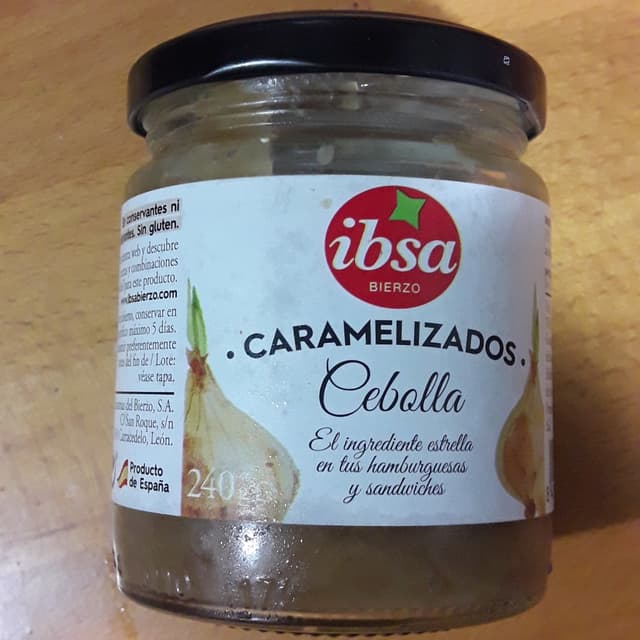 ibsa
BIERZO
· CARAMELIZADOS ·
Cebolla
El ingrediente estrella
en tus hamburguesas
y sandwiches
240
conservantes ni
Sin gluten.
web y descubre
y combinaciones
para este producto.
www.ibsabierzo.com
conservar en
máximo 5 días.
preferentemente
del fin de / Lote:
véase tapa.
del Bierzo, S.A.
C/ San Roque, s/n
Carracedelo, León.
Producto
de España